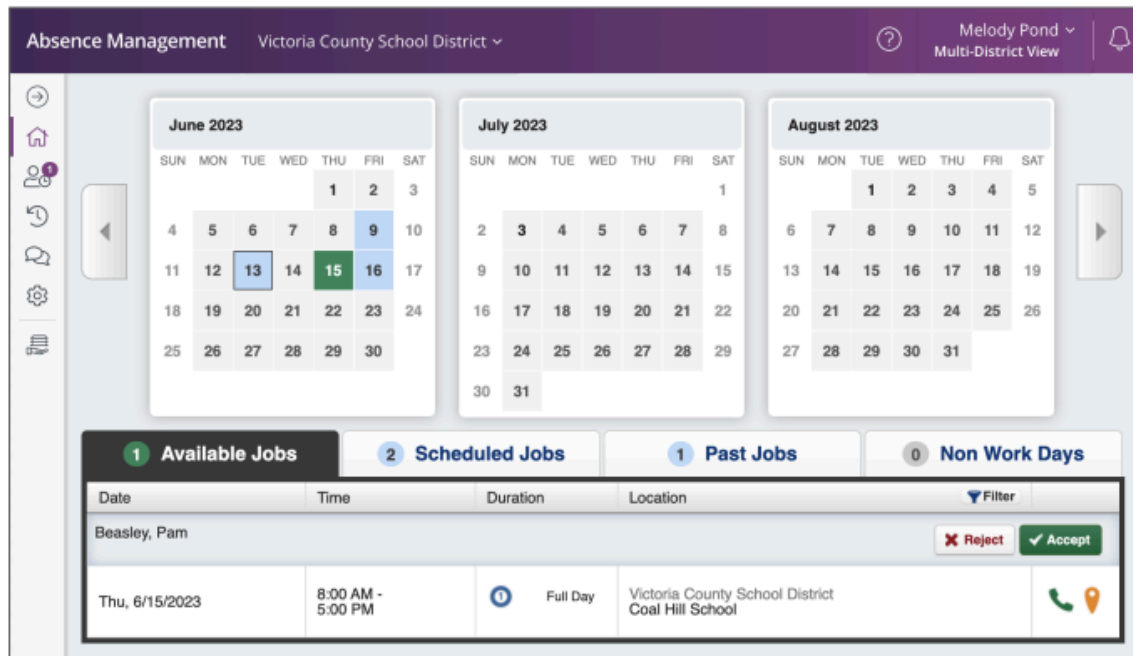 Absence Management Victoria County School District Melody Pond
Multi-District View
1
June 2023
SUN MON TUE WED THU FRI SAT
1 2 3
4 5 6 7 8 9 10
11 12 13 14 15 16 17
18 19 20 21 22 23 24
25 26 27 28 29 30
July 2023
SUN MON TUE WED THU FRI SAT
1
2 3 4 5 6 7 8
9 10 11 12 13 14 15
16 17 18 19 20 21 22
23 24 25 26 27 28 29
30 31
August 2023
SUN MON TUE WED THU FRI SAT
1 2 3 4 5
6 7 8 9 10 11 12
13 14 15 16 17 18 19
20 21 22 23 24 25 26
27 28 29 30 31
1 Available Jobs 2 Scheduled Jobs 1 Past Jobs 0 Non Work Days
Date Time Duration Location Filter
Beasley, Pam Reject Accept
Thu, 6/15/2023
8:00 AM -
5:00 PM
1 Full Day
Victoria County School District
Coal Hill School